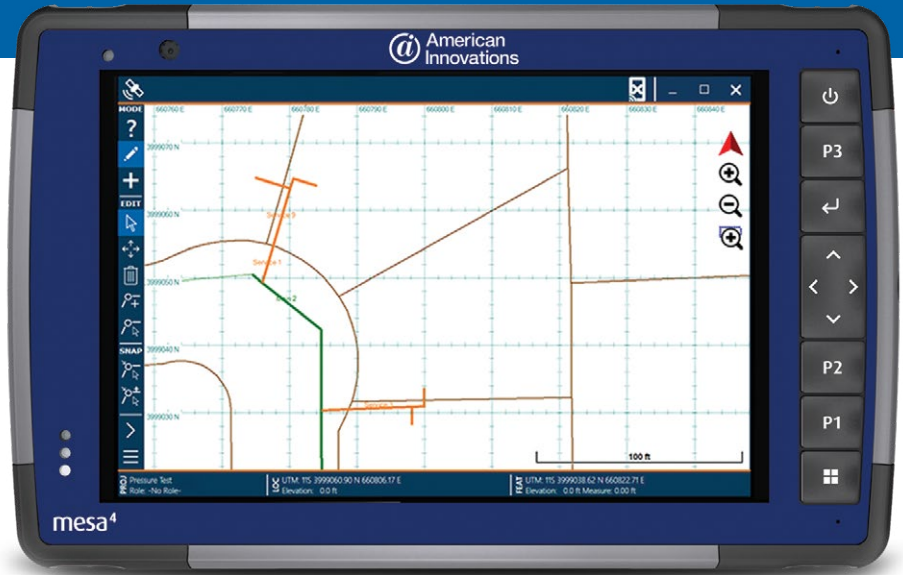 American
Innovations
MODE
660760 E 660770 E 660780 E 660790 E 660800 E 660810 E 660820 E 660830 E 660840 E
?
3999070 N
P3
EDIT
3999060 N
Service 1
3999050 N
SNAP
3999040 N
3999030 N
P2
P1
100 ft
PROJ
Pressure Test
Role: -No Role-
LOC
UTM: 11S 3999060.90 N 660806.17 E
Elevation: 0.0 ft
FEAT
UTM: 11S 3999038.62 N 660822.71 E
Elevation: 0.0 ft Measure: 0.00 ft
mesa⁴